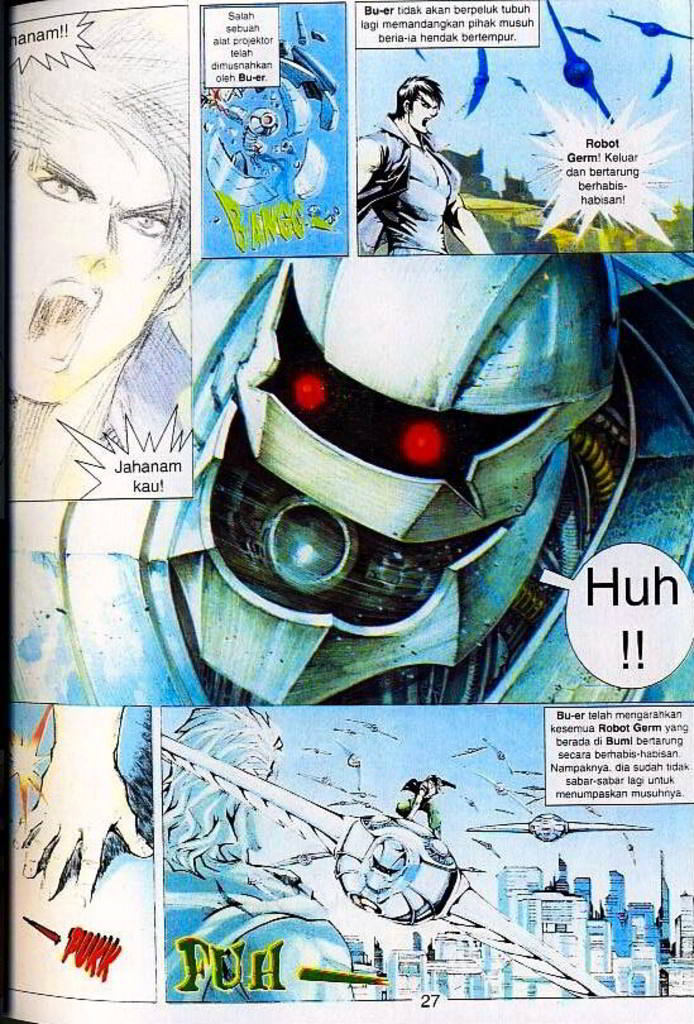 hanam!!
Jahanam
kau!
Salah
sebuah
alat projektor
telah
dimusnahkan
oleh Bu-er.
BANGG
Bu-er tidak akan berpeluk tubuh
lagi memandangkan pihak musuh
beria-ia hendak bertempur.
Robot
Germ! Keluar
dan bertarung
berhabis-
habisan!
Huh
!!
PUKK
Bu-er telah mengarahkan
kesemua Robot Germ yang
berada di Bumi bertarung
secara berhabis-habisan.
Nampaknya, dia sudah tidak
sabar-sabar lagi untuk
menumpaskan musuhnya.
FUH
27